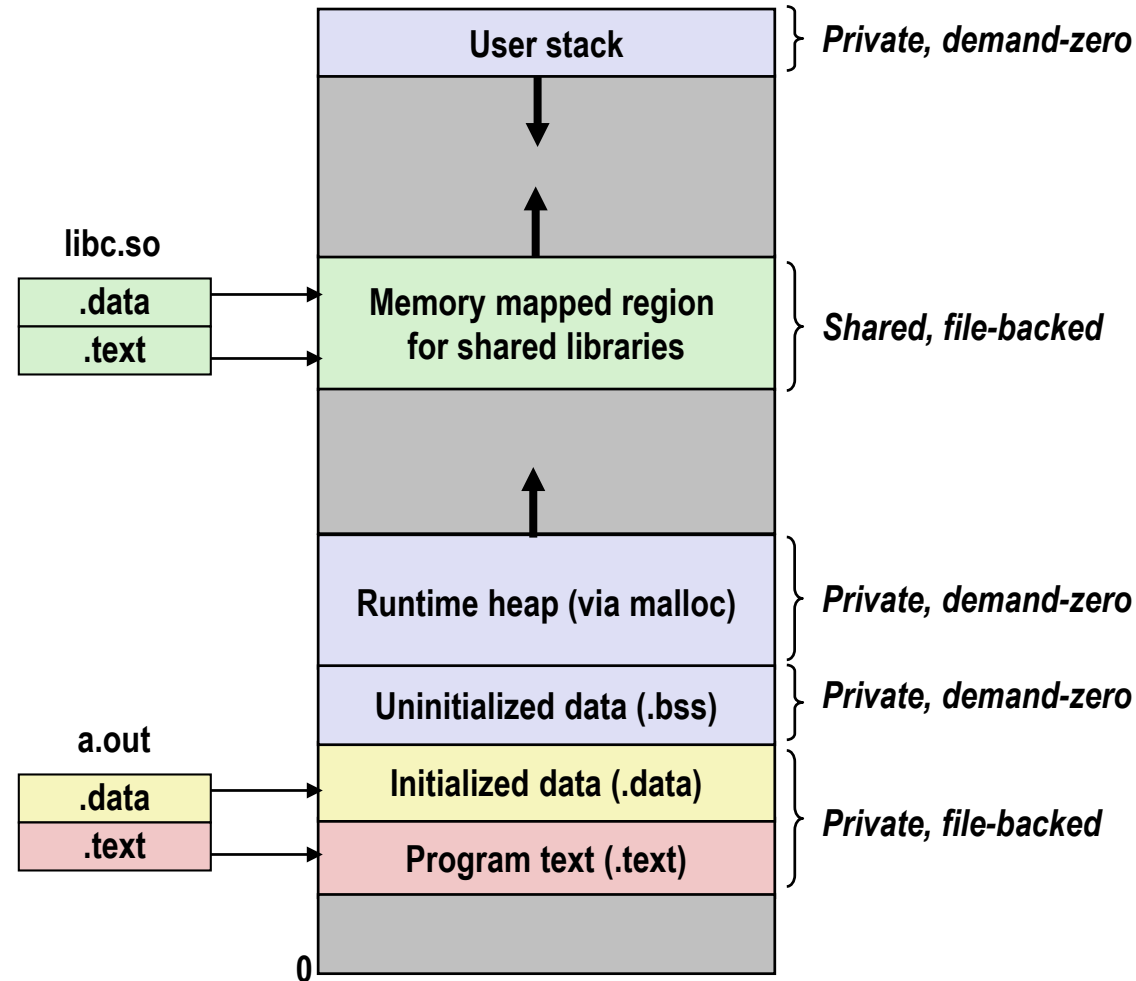 User stack
Private, demand-zero
libc.so
.data
.text
Memory mapped region
for shared libraries
Shared, file-backed
Runtime heap (via malloc)
Private, demand-zero
Uninitialized data (.bss)
Private, demand-zero
a.out
.data
.text
Initialized data (.data)
Program text (.text)
Private, file-backed
0